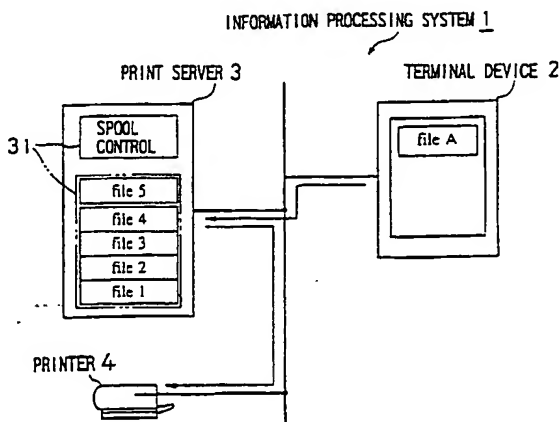 INFORMATION PROCESSING SYSTEM 1
PRINT SERVER 3
TERMINAL DEVICE 2
SPOOL
CONTROL
file A
31
file 5
file 4
file 3
file 2
file 1
PRINTER 4